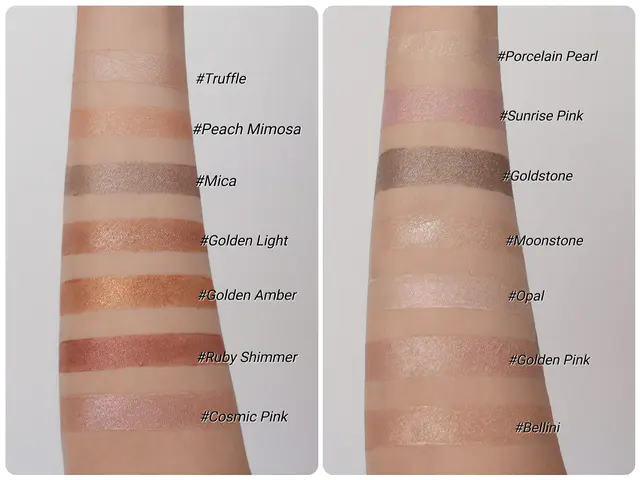 #Truffle
#Peach Mimosa
#Mica
#Golden Light
#Golden Amber
#Ruby Shimmer
#Cosmic Pink
#Porcelain Pearl
#Sunrise Pink
#Goldstone
#Moonstone
#Opal
#Golden Pink
#Bellini